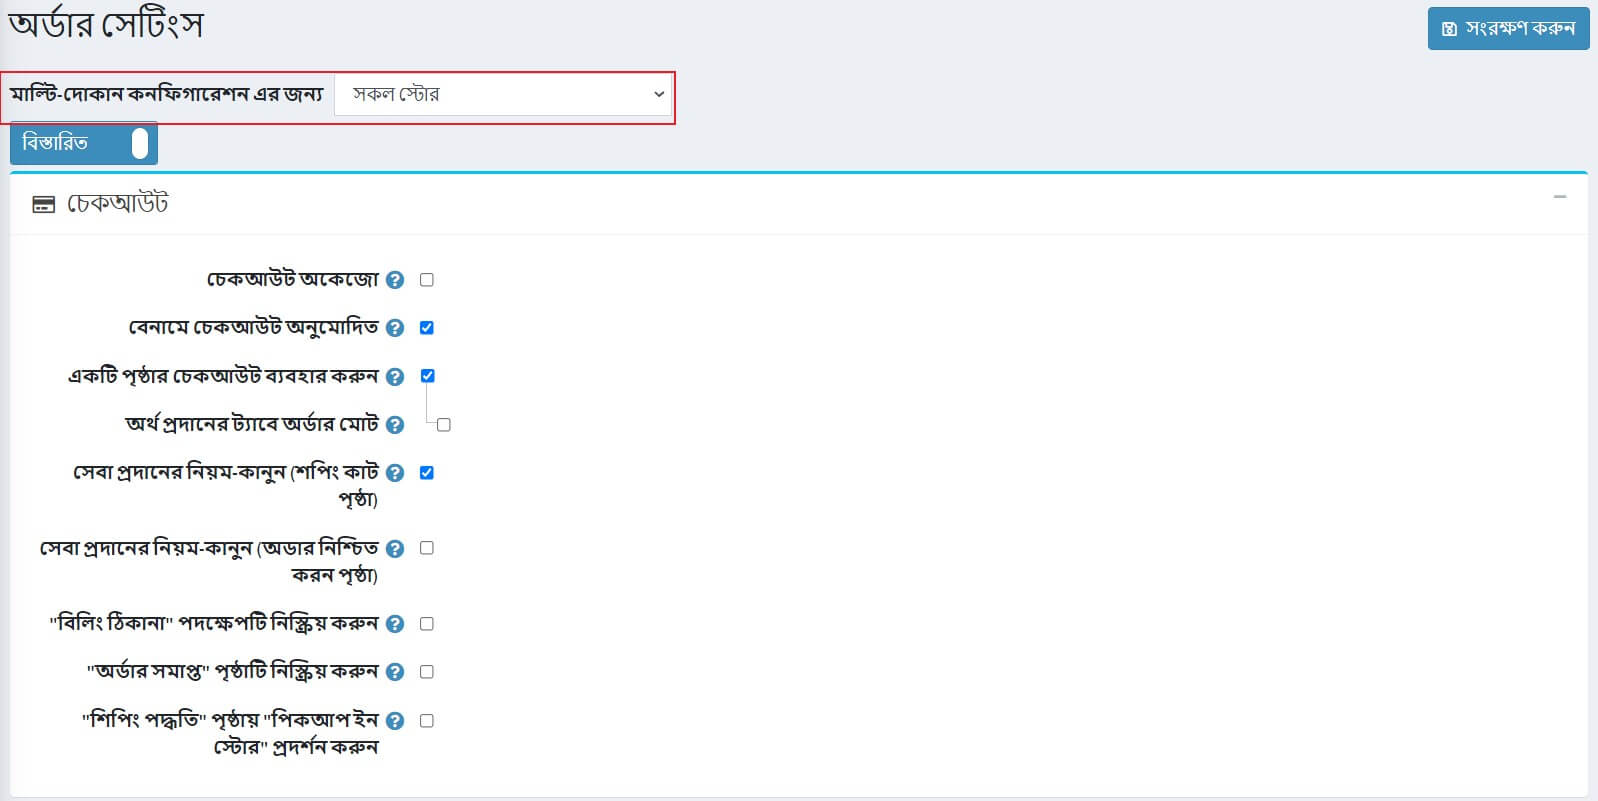 অর্ডার সেটিংস
সংরক্ষণ করুন
মাল্টি-দোকান কনফিগারেশন এর জন্য সকল স্টোর
বিস্তারিত
চেকআউট
চেকআউট অকেজো
বেনামে চেকআউট অনুমোদিত
একটি পৃষ্ঠার চেকআউট ব্যবহার করুন
অর্থ প্রদানের ট্যাবে অর্ডার মোট
সেবা প্রদানের নিয়ম-কানুন (শপিং কাট
পৃষ্ঠা)
সেবা প্রদানের নিয়ম-কানুন (অডার নিশ্চিত
করন পৃষ্ঠা)
"বিলিং ঠিকানা" পদক্ষেপটি নিস্ক্রিয় করুন
"অর্ডার সমাপ্ত" পৃষ্ঠাটি নিস্ক্রিয় করুন
"শিপিং পদ্ধতি" পৃষ্ঠায় "পিকআপ ইন
স্টোর" প্রদর্শন করুন